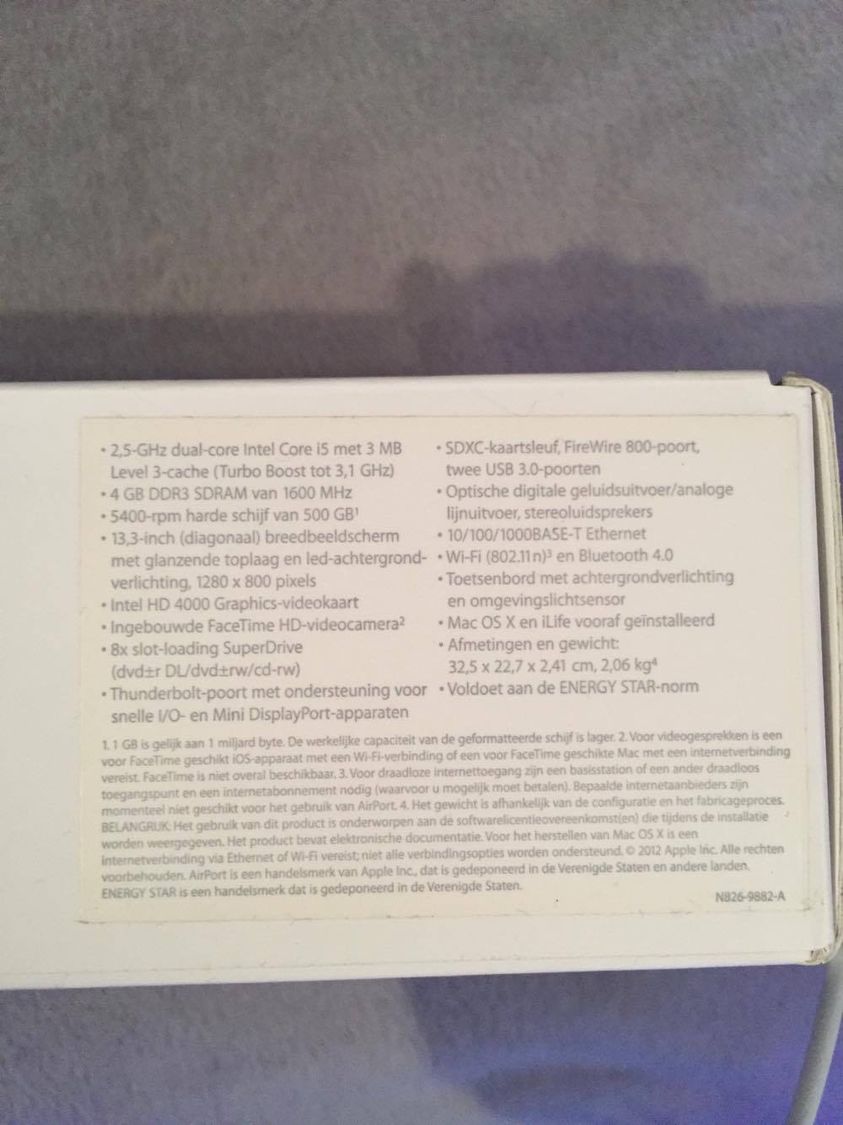 • 2,5-GHz dual-core Intel Core i5 met 3 MB
Level 3-cache (Turbo Boost tot 3,1 GHz)
• 4 GB DDR3 SDRAM van 1600 MHz
• 5400-rpm harde schijf van 500 GB¹
• 13,3-inch (diagonaal) breedbeeldscherm
met glanzende toplaag en led-achtergrond-
verlichting, 1280 x 800 pixels
• Intel HD 4000 Graphics-videokaart
• Ingebouwde FaceTime HD-videocamera²
• 8x slot-loading SuperDrive
(dvd±r DL/dvd±rw/cd-rw)
• Thunderbolt-poort met ondersteuning voor
snelle I/O- en Mini DisplayPort-apparaten
• SDXC-kaartsleuf, FireWire 800-poort,
twee USB 3.0-poorten
• Optische digitale geluidsuitvoer/analoge
lijnuitvoer, stereoluidsprekers
• 10/100/1000BASE-T Ethernet
• Wi-Fi (802.11n)³ en Bluetooth 4.0
• Toetsenbord met achtergrondverlichting
en omgevingslichtsensor
• Mac OS X en iLife vooraf geïnstalleerd
• Afmetingen en gewicht:
32,5 x 22,7 x 2,41 cm, 2,06 kg⁴
• Voldoet aan de ENERGY STAR-norm
1. 1 GB is gelijk aan 1 miljard byte. De werkelijke capaciteit van de geformatteerde schijf is lager. 2. Voor videogesprekken is een
voor FaceTime geschikt iOS-apparaat met een Wi-Fi-verbinding of een voor FaceTime geschikte Mac met een internetverbinding
vereist. FaceTime is niet overal beschikbaar. 3. Voor draadloze internettoegang zijn een basisstation of een ander draadloos
toegangspunt en een internetabonnement nodig (waarvoor u mogelijk moet betalen). Bepaalde internetaanbieders zijn
momenteel niet geschikt voor het gebruik van AirPort. 4. Het gewicht is afhankelijk van de configuratie en het fabricageproces.
BELANGRIJK: Het gebruik van dit product is onderworpen aan de softwarelicentieovereenkomst(en) die tijdens de installatie
worden weergegeven. Het product bevat elektronische documentatie. Voor het herstellen van Mac OS X is een
internetverbinding via Ethernet of Wi-Fi vereist; niet alle verbindingsopties worden ondersteund. © 2012 Apple Inc. Alle rechten
voorbehouden. AirPort is een handelsmerk van Apple Inc., dat is gedeponeerd in de Verenigde Staten en andere landen.
ENERGY STAR is een handelsmerk dat is gedeponeerd in de Verenigde Staten.
N826-9882-A